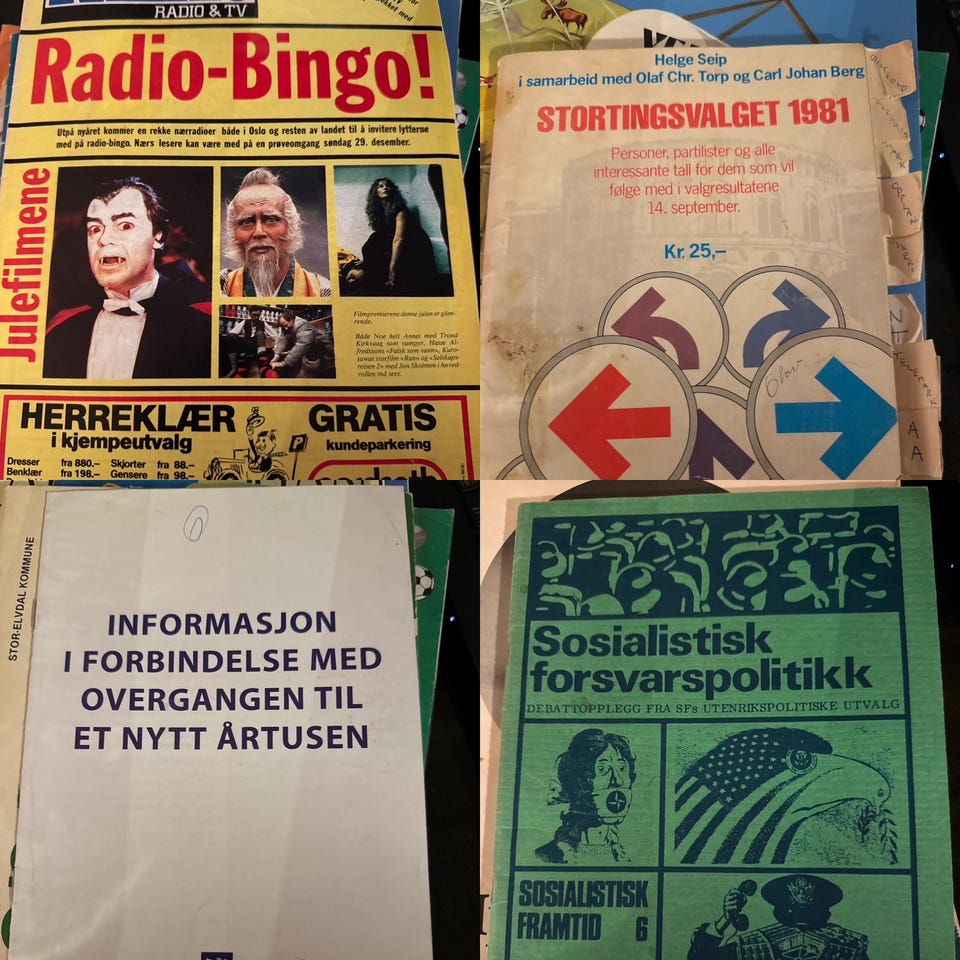 RADIO & TV
Radio-Bingo!
Utpå nyåret kommer en rekke nærradioer både i Oslo og resten av landet til å invitere lytterne
med på radio-bingo. Nærs lesere kan være med på en prøveomgang søndag 29. desember.
Julefilmene
Filmpremierene denne julen er glim-
rende.
Både Noe helt Annet med Trond
Kirkvaag som vampyr, Hasse Al-
fredssons «Falsk som vann», Kuro-
sawas storfilm «Ran» og «Selskaps-
reisen 2» med Jon Skolmen i hoved-
rollen må sees.
HERREKLÆR
i kjempeutvalg
GRATIS
kundeparkering
P
Dresser fra 880.– Skjorter fra 88.–
Benklær fra 198.– Gensere fra 98.–
Helge Seip
i samarbeid med Olaf Chr. Torp og Carl Johan Berg
STORTINGSVALGET 1981
Personer, partilister og alle
interessante tall for dem som vil
følge med i valgresultatene
14. september.
Kr. 25,–
A
A
STOR-ELVDAL KOMMUNE
INFORMASJON
I FORBINDELSE MED
OVERGANGEN TIL
ET NYTT ÅRTUSEN
Sosialistisk
forsvarspolitikk
DEBATTOPPLEGG FRA SFs UTENRIKSPOLITISKE UTVALG
SOSIALISTISK
FRAMTID 6